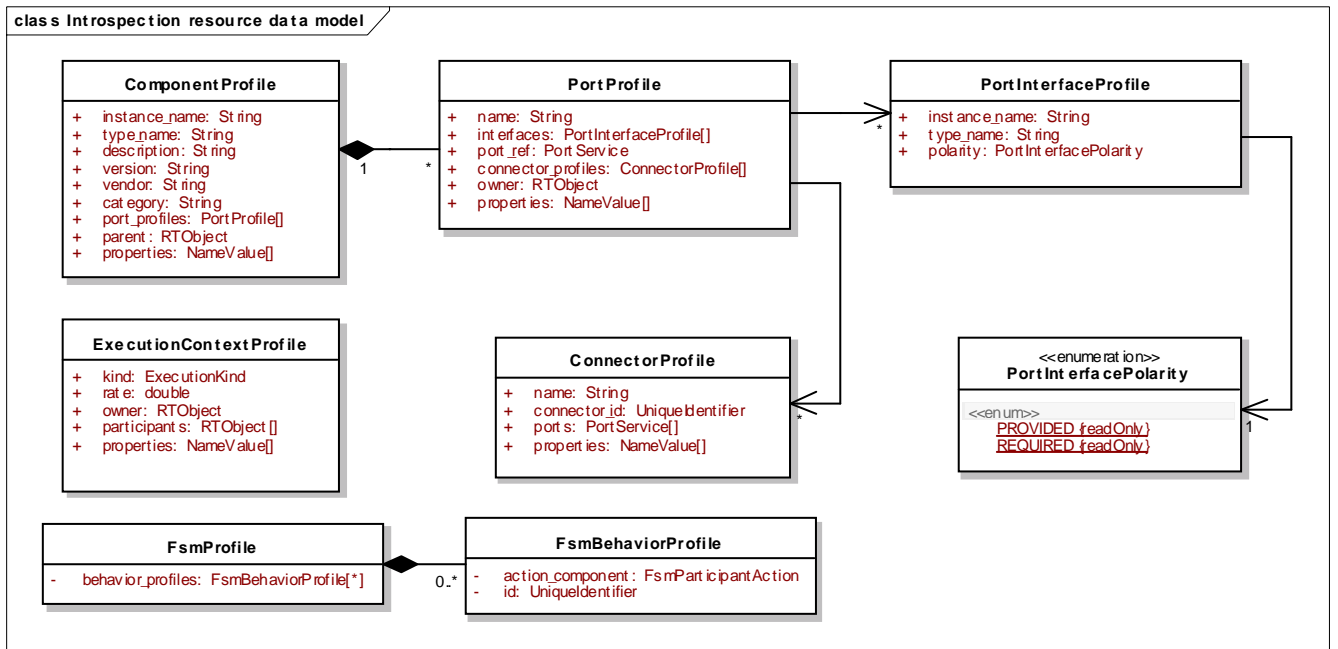 class Introspection resource data model
ComponentProfile
+ instance_name: String
+ type_name: String
+ description: String
+ version: String
+ vendor: String
+ category: String
+ port_profiles: PortProfile[]
+ parent: RTObject
+ properties: NameValue[]
1
*
PortProfile
+ name: String
+ interfaces: PortInterfaceProfile[]
+ port_ref: PortService
+ connector_profiles: ConnectorProfile[]
+ owner: RTObject
+ properties: NameValue[]
*
PortInterfaceProfile
+ instance_name: String
+ type_name: String
+ polarity: PortInterfacePolarity
ExecutionContextProfile
+ kind: ExecutionKind
+ rate: double
+ owner: RTObject
+ participants: RTObject[]
+ properties: NameValue[]
ConnectorProfile
+ name: String
+ connector_id: UniqueIdentifier
+ ports: PortService[]
+ properties: NameValue[]
*
<<enumeration>>
PortInterfacePolarity
<<enum>>
PROVIDED {readOnly}
REQUIRED {readOnly}
1
FsmProfile
- behavior_profiles: FsmBehaviorProfile[*]
0..*
FsmBehaviorProfile
- action_component: FsmParticipantAction
- id: UniqueIdentifier